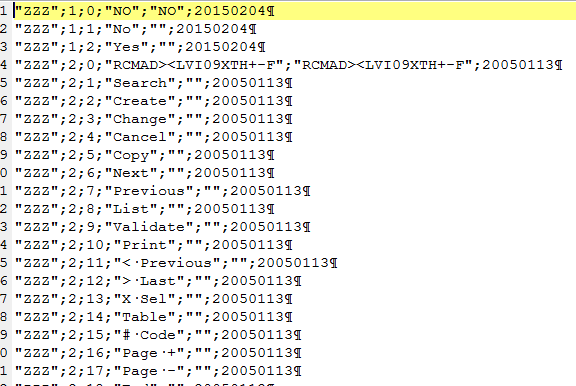 1 "ZZZ";1;0;"NO";"NO";20150204¶
2 "ZZZ";1;1;"No";"";20150204¶
3 "ZZZ";1;2;"Yes";"";20150204¶
4 "ZZZ";2;0;"RCMAD><LVI09XTH+-F";"RCMAD><LVI09XTH+-F";20050113¶
5 "ZZZ";2;1;"Search";"";20050113¶
6 "ZZZ";2;2;"Create";"";20050113¶
7 "ZZZ";2;3;"Change";"";20050113¶
8 "ZZZ";2;4;"Cancel";"";20050113¶
9 "ZZZ";2;5;"Copy";"";20050113¶
0 "ZZZ";2;6;"Next";"";20050113¶
1 "ZZZ";2;7;"Previous";"";20050113¶
2 "ZZZ";2;8;"List";"";20050113¶
3 "ZZZ";2;9;"Validate";"";20050113¶
4 "ZZZ";2;10;"Print";"";20050113¶
5 "ZZZ";2;11;"<·Previous";"";20050113¶
6 "ZZZ";2;12;">·Last";"";20050113¶
7 "ZZZ";2;13;"X·Sel";"";20050113¶
8 "ZZZ";2;14;"Table";"";20050113¶
9 "ZZZ";2;15;"#·Code";"";20050113¶
0 "ZZZ";2;16;"Page·+";"";20050113¶
1 "ZZZ";2;17;"Page·-";"";20050113¶